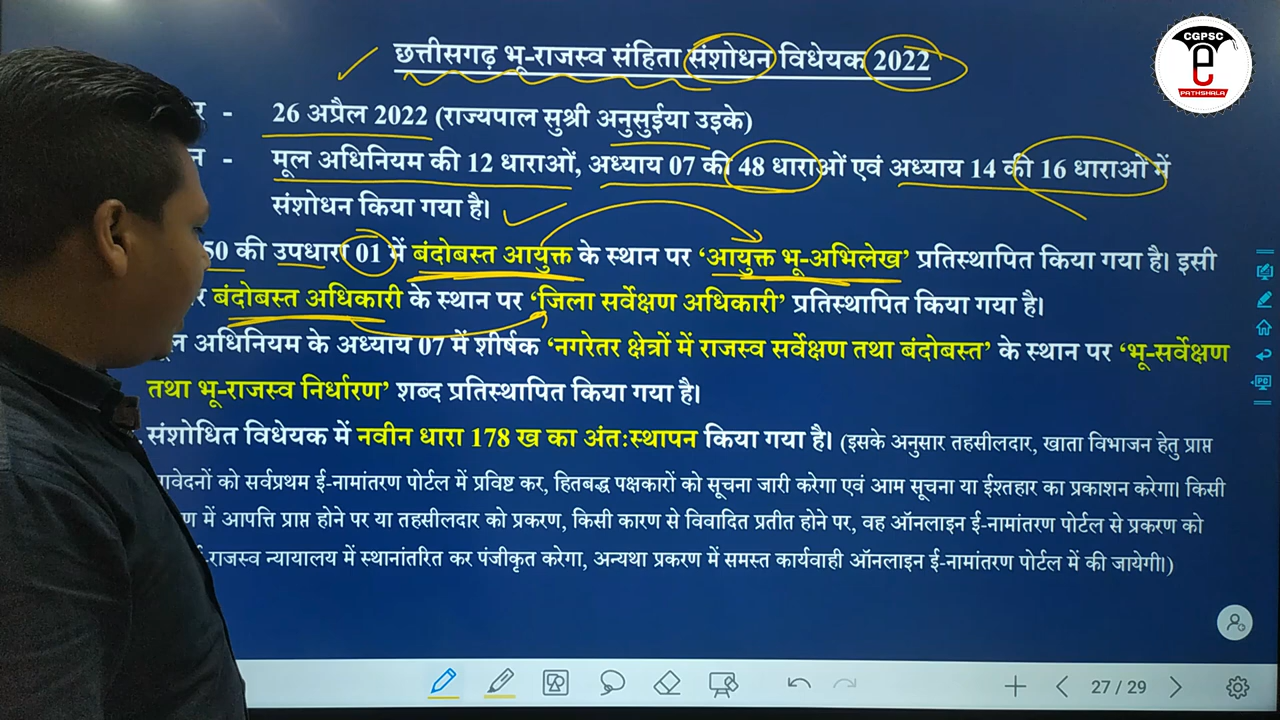 छत्तीसगढ़ भू-राजस्व संहिता संशोधन विधेयक 2022
CGPSC
e
PATHSHALA
र - 26 अप्रैल 2022 (राज्यपाल सुश्री अनुसुईया उइके)
न - मूल अधिनियम की 12 धाराओं, अध्याय 07 की 48 धाराओं एवं अध्याय 14 की 16 धाराओं में
संशोधन किया गया है।
50 की उपधारा 01 में बंदोबस्त आयुक्त के स्थान पर ‘आयुक्त भू-अभिलेख’ प्रतिस्थापित किया गया है। इसी
र बंदोबस्त अधिकारी के स्थान पर ‘जिला सर्वेक्षण अधिकारी’ प्रतिस्थापित किया गया है।
अधिनियम के अध्याय 07 में शीर्षक ‘नगरेतर क्षेत्रों में राजस्व सर्वेक्षण तथा बंदोबस्त’ के स्थान पर ‘भू-सर्वेक्षण
तथा भू-राजस्व निर्धारण’ शब्द प्रतिस्थापित किया गया है।
संशोधित विधेयक में नवीन धारा 178 ख का अंत:स्थापन किया गया है। (इसके अनुसार तहसीलदार, खाता विभाजन हेतु प्राप्त
वेदनों को सर्वप्रथम ई-नामांतरण पोर्टल में प्रविष्ट कर, हितबद्ध पक्षकारों को सूचना जारी करेगा एवं आम सूचना या ईश्तहार का प्रकाशन करेगा। किसी
ण में आपत्ति प्राप्त होने पर या तहसीलदार को प्रकरण, किसी कारण से विवादित प्रतीत होने पर, वह ऑनलाइन ई-नामांतरण पोर्टल से प्रकरण को
-राजस्व न्यायालय में स्थानांतरित कर पंजीकृत करेगा, अन्यथा प्रकरण में समस्त कार्यवाही ऑनलाइन ई-नामांतरण पोर्टल में की जायेगी।)
PC
27 / 29